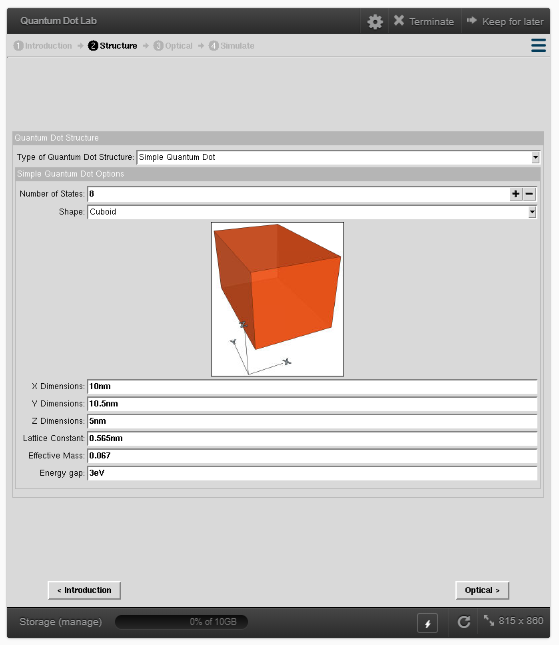 Quantum Dot Lab
Terminate
Keep for later
1 Introduction → 2 Structure → 3 Optical → 4 Simulate
Quantum Dot Structure
Type of Quantum Dot Structure: Simple Quantum Dot
Simple Quantum Dot Options
Number of States: 8
Shape: Cuboid
Z
Y
X
X Dimensions: 10nm
Y Dimensions: 10.5nm
Z Dimensions: 5nm
Lattice Constant: 0.565nm
Effective Mass: 0.067
Energy gap: 3eV
< Introduction
Optical >
Storage (manage)
0% of 10GB
815 x 860